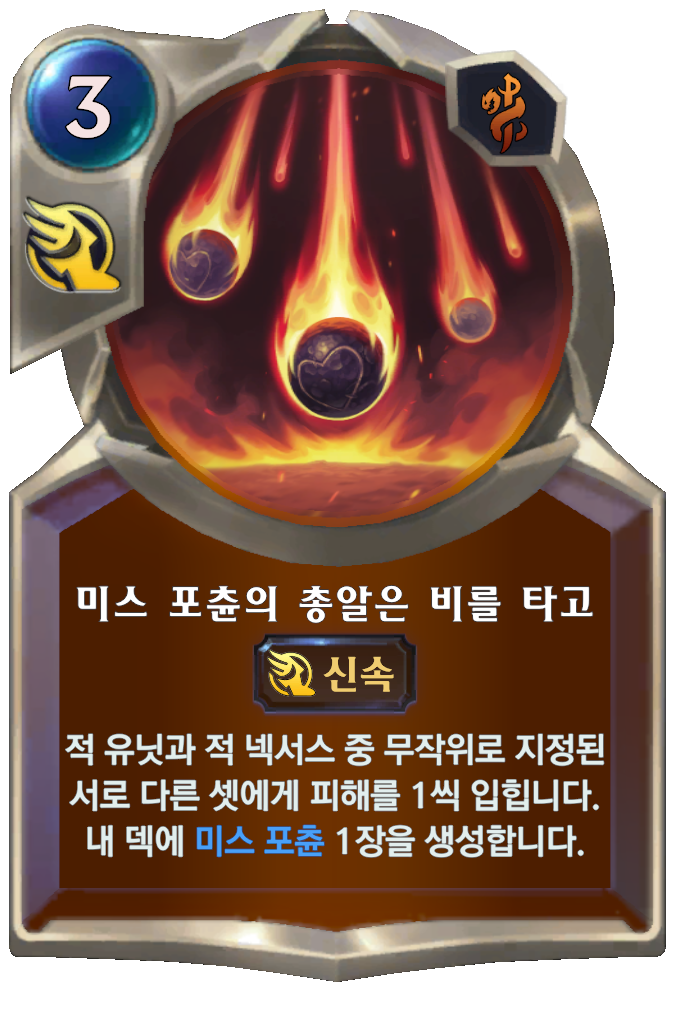 3
미스 포츈의 총알은 비를 타고
신속
적 유닛과 적 넥서스 중 무작위로 지정된
서로 다른 셋에게 피해를 1씩 입힙니다.
내 덱에 미스 포츈 1장을 생성합니다.